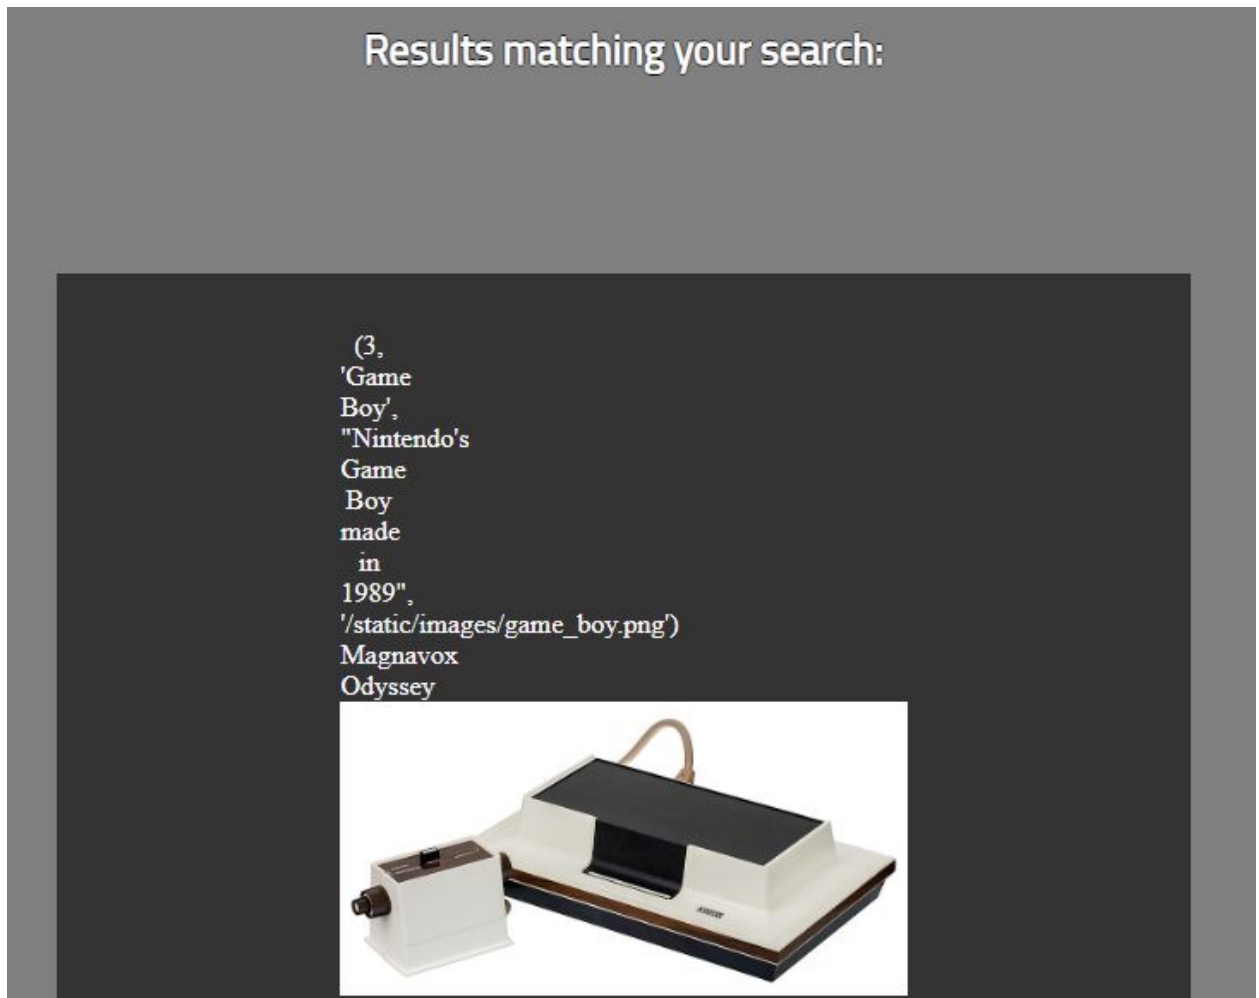 Results matching your search:
(3,
'Game
Boy',
"Nintendo's
Game
Boy
made
in
1989",
'/static/images/game_boy.png')
Magnavox
Odyssey